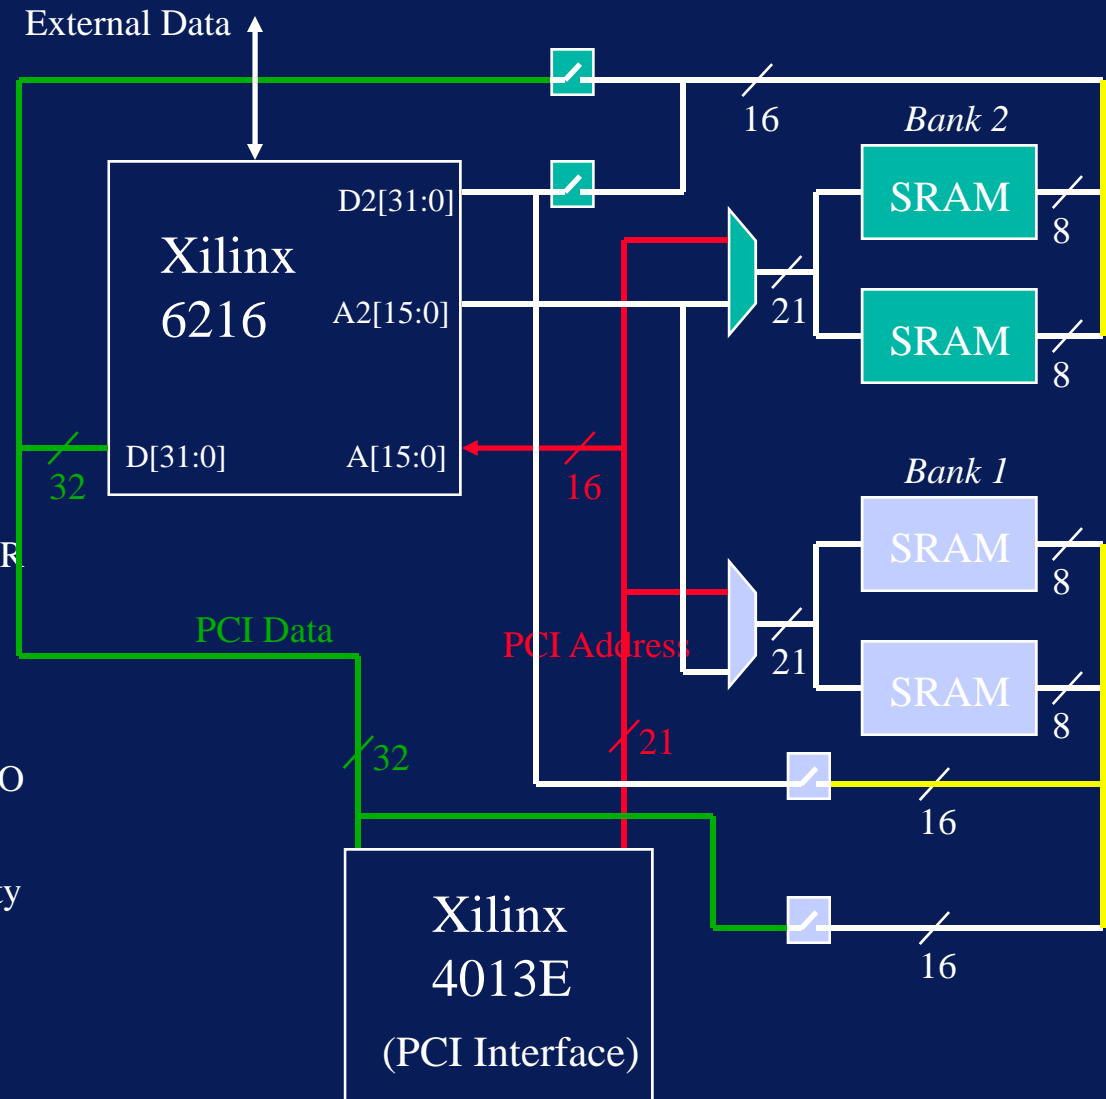 External Data
16
Bank 2
D2[31:0]
SRAM
8
Xilinx
6216
A2[15:0]
21
SRAM
8
D[31:0]
A[15:0]
32
16
Bank 1
R
SRAM
8
PCI Data
PCI Address
21
SRAM
8
32
21
O
16
ty
Xilinx
4013E
16
(PCI Interface)